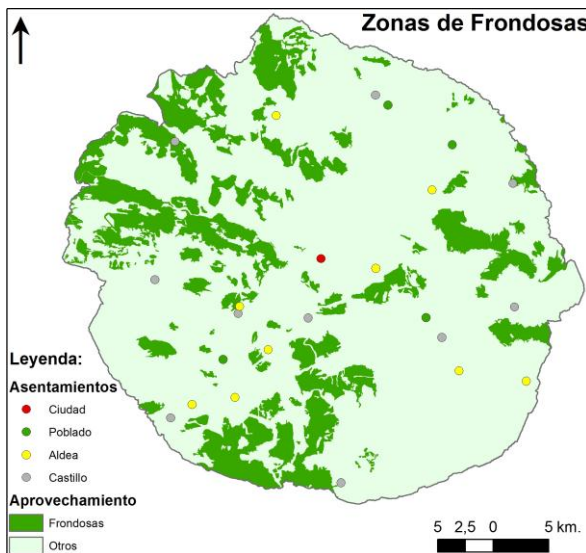 Zonas de Frondosas
Leyenda:
Asentamientos
Ciudad
Poblado
Aldea
Castillo
Aprovechamiento
Frondosas
Otros
5 2,5 0 5 km.